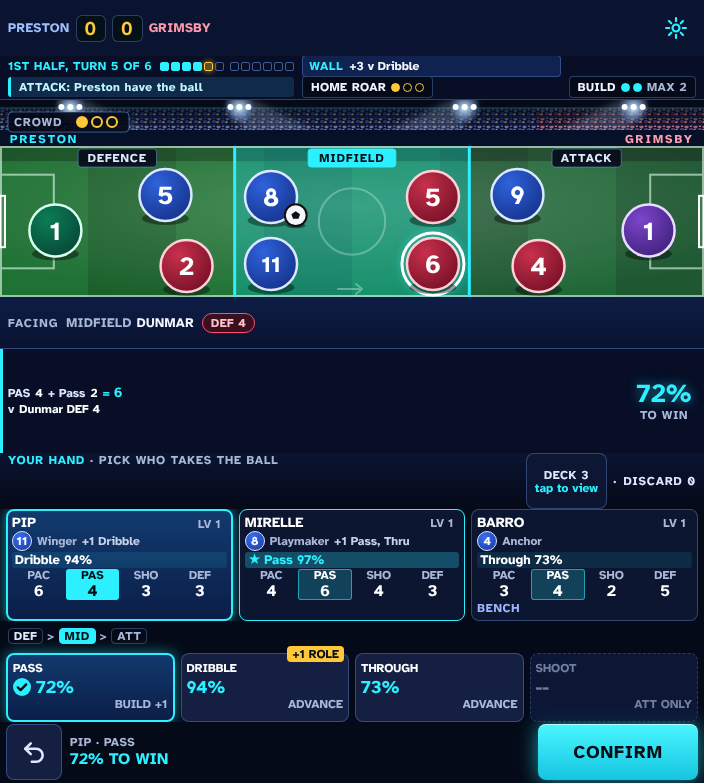 PRESTON 0 0 GRIMSBY
1ST HALF, TURN 5 OF 6
WALL +3 v Dribble
ATTACK: Preston have the ball
HOME ROAR
BUILD MAX 2
CROWD
PRESTON
GRIMSBY
DEFENCE
MIDFIELD
ATTACK
5
8
5
9
1
1
2
11
6
4
FACING MIDFIELD DUNMAR DEF 4
PAS 4 + Pass 2 = 6
v Dunmar DEF 4
72%
TO WIN
YOUR HAND · PICK WHO TAKES THE BALL
DECK 3
tap to view
· DISCARD 0
PIP LV 1
11 Winger +1 Dribble
Dribble 94%
PAC PAS SHO DEF
6 4 3 3
MIRELLE LV 1
8 Playmaker +1 Pass, Thru
★ Pass 97%
PAC PAS SHO DEF
4 6 4 3
BARRO LV 1
4 Anchor
Through 73%
PAC PAS SHO DEF
3 4 2 5
BENCH
DEF > MID > ATT
PASS
72%
BUILD +1
+1 ROLE
DRIBBLE
94%
ADVANCE
THROUGH
73%
ADVANCE
SHOOT
--
ATT ONLY
PIP · PASS
72% TO WIN
CONFIRM